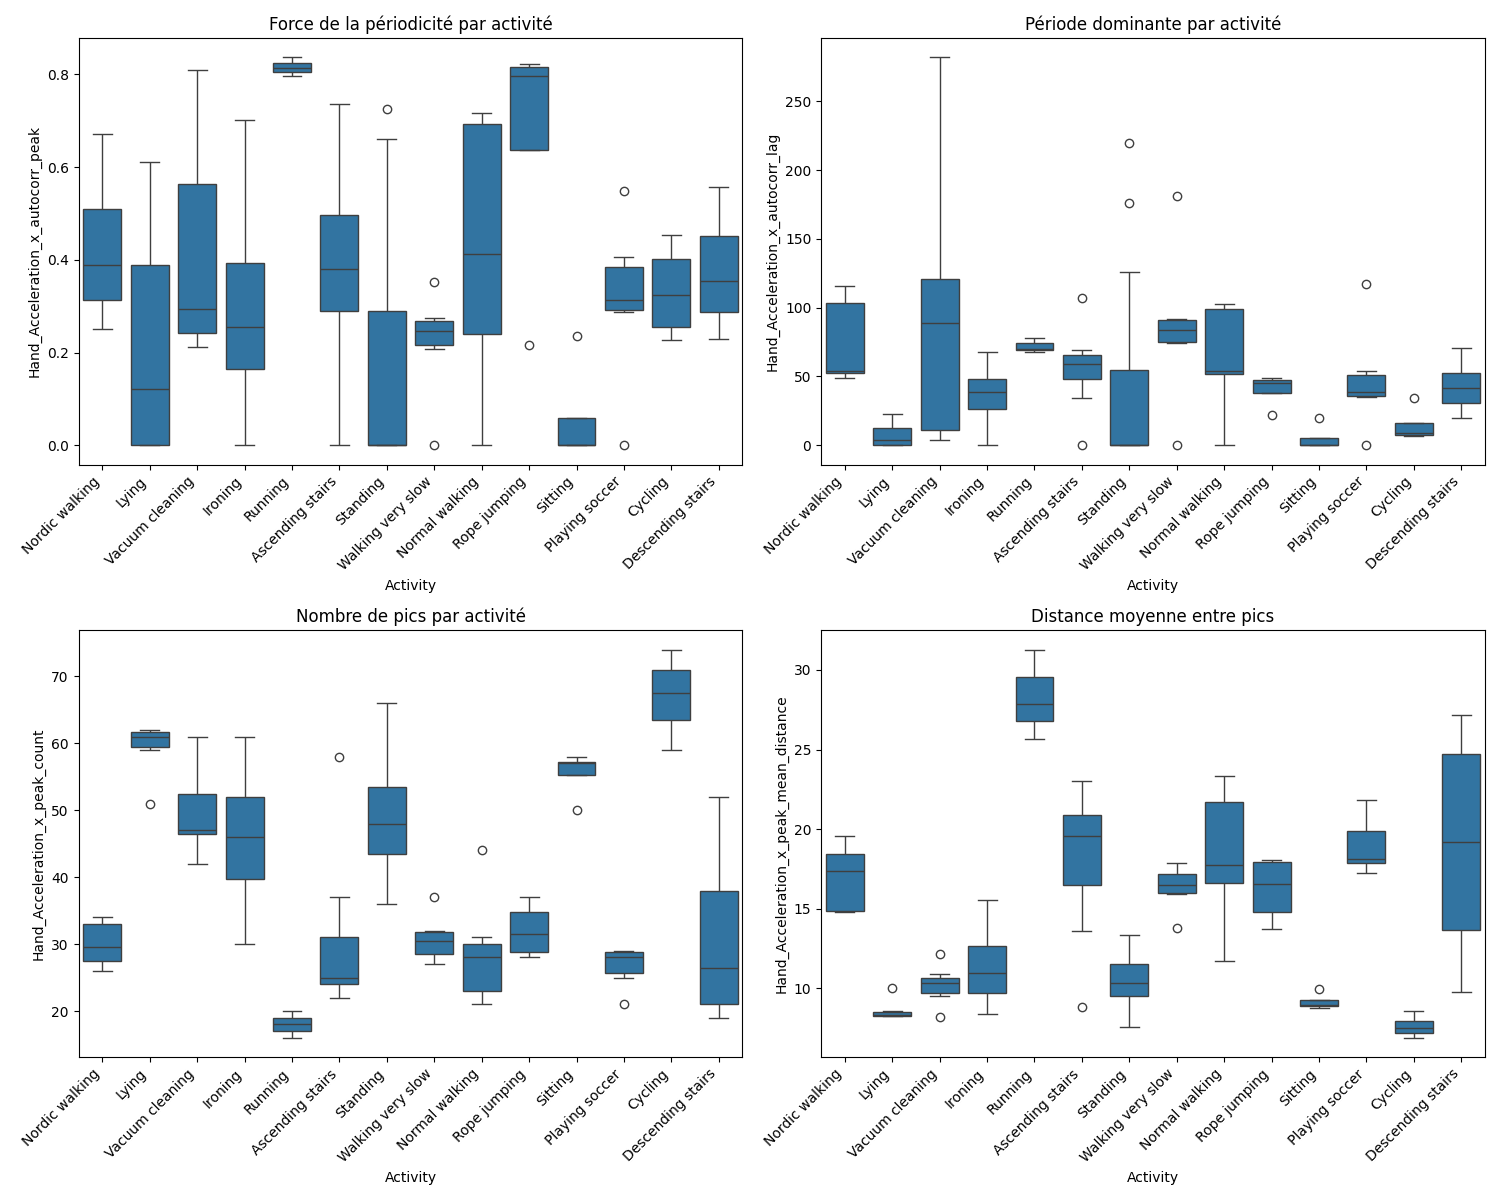 Force de la périodicité par activité
Hand_Acceleration_x_autocorr_peak
0.8
0.6
0.4
0.2
0.0
Nordic walking
Lying
Vacuum cleaning
Ironing
Running
Ascending stairs
Standing
Walking very slow
Normal walking
Rope jumping
Sitting
Playing soccer
Cycling
Descending stairs
Activity
Période dominante par activité
Hand_Acceleration_x_autocorr_lag
250
200
150
100
50
0
Nordic walking
Lying
Vacuum cleaning
Ironing
Running
Ascending stairs
Standing
Walking very slow
Normal walking
Rope jumping
Sitting
Playing soccer
Cycling
Descending stairs
Activity
Nombre de pics par activité
Hand_Acceleration_x_peak_count
70
60
50
40
30
20
Nordic walking
Lying
Vacuum cleaning
Ironing
Running
Ascending stairs
Standing
Walking very slow
Normal walking
Rope jumping
Sitting
Playing soccer
Cycling
Descending stairs
Activity
Distance moyenne entre pics
Hand_Acceleration_x_peak_mean_distance
30
25
20
15
10
Nordic walking
Lying
Vacuum cleaning
Ironing
Running
Ascending stairs
Standing
Walking very slow
Normal walking
Rope jumping
Sitting
Playing soccer
Cycling
Descending stairs
Activity